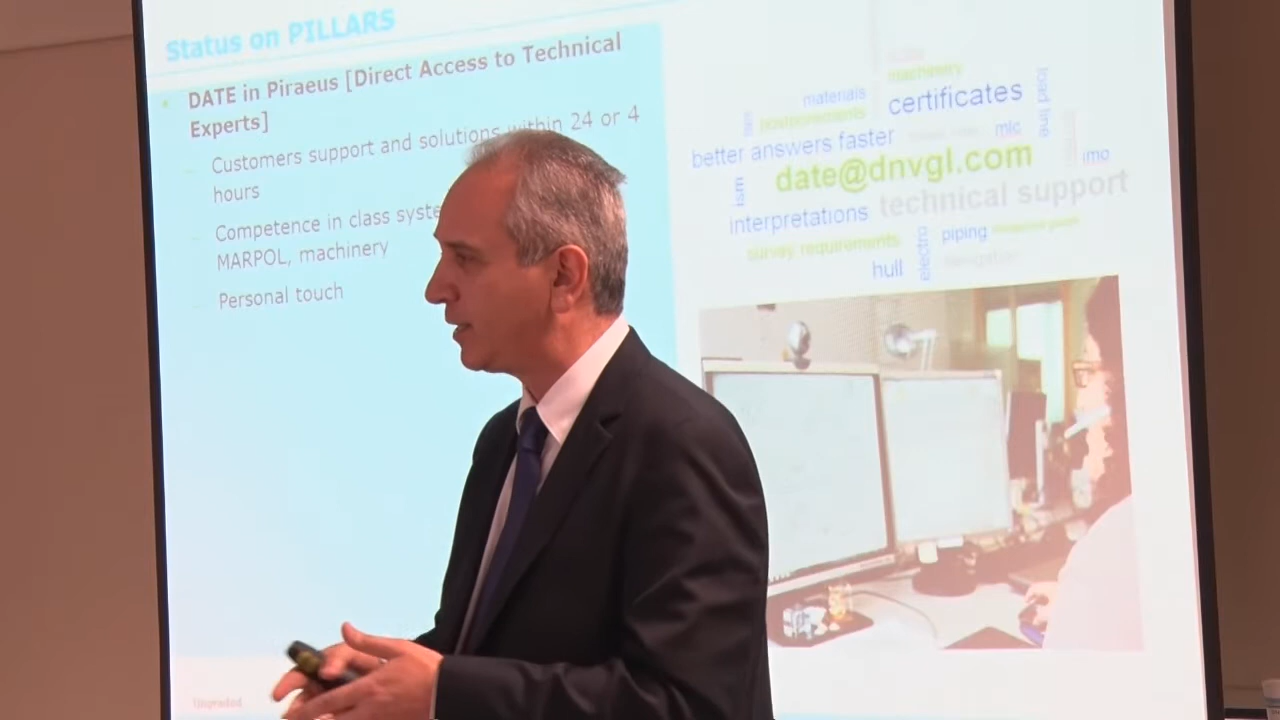 Status on PILLARS
DATE in Piraeus [Direct Access to Technical
Experts]
Customers support and solutions within 24 or 4
hours
Competence in class syste
MARPOL, machinery
Personal touch
machinery
materials
certificates
load line
better answers faster
mlc
imo
date@dnvgl.com
ism
technical support
interpretations
survey requirements
electro
piping
hull
navigation